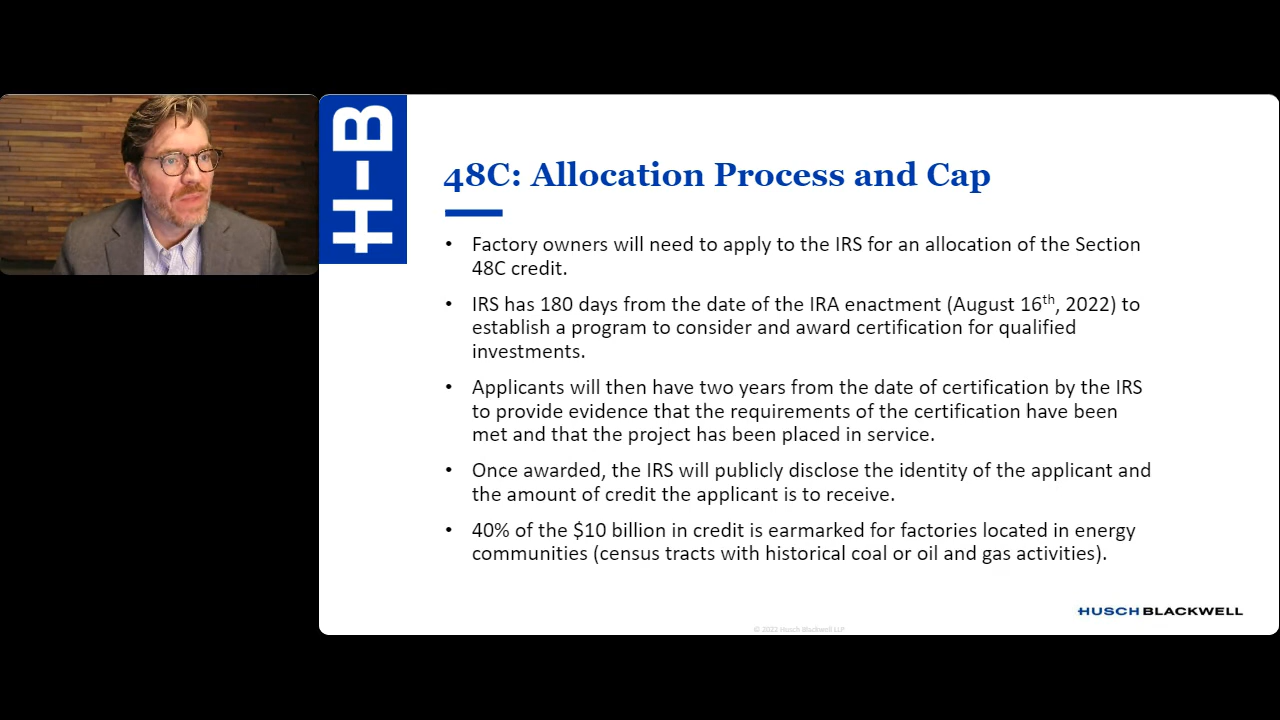 H-B
48C: Allocation Process and Cap
• Factory owners will need to apply to the IRS for an allocation of the Section
48C credit.
• IRS has 180 days from the date of the IRA enactment (August 16th, 2022) to
establish a program to consider and award certification for qualified
investments.
• Applicants will then have two years from the date of certification by the IRS
to provide evidence that the requirements of the certification have been
met and that the project has been placed in service.
• Once awarded, the IRS will publicly disclose the identity of the applicant and
the amount of credit the applicant is to receive.
• 40% of the $10 billion in credit is earmarked for factories located in energy
communities (census tracts with historical coal or oil and gas activities).
HUSCH BLACKWELL
© 2022 Husch Blackwell LLP